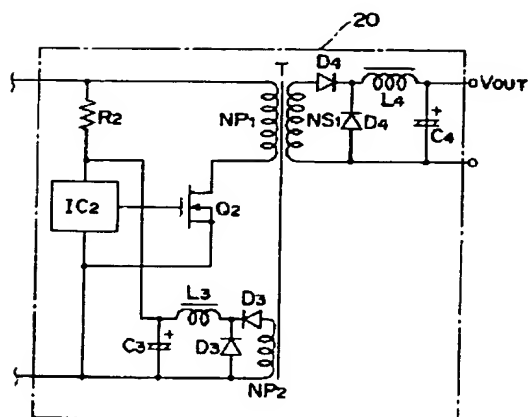 20
T
D4
L4
VOUT
R2
NP1
NS1
D4
+
C4
IC2
Q2
L3
D3
+
C3
D3
NP2